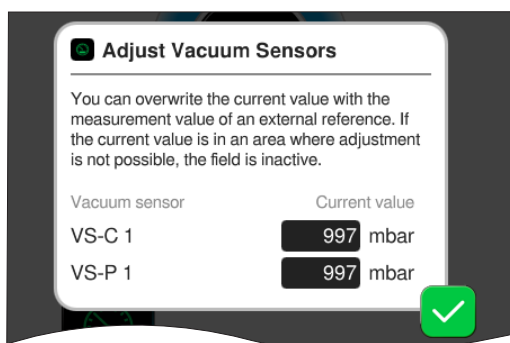 Adjust Vacuum Sensors
You can overwrite the current value with the
measurement value of an external reference. If
the current value is in an area where adjustment
is not possible, the field is inactive.
Vacuum sensor Current value
VS-C 1 997 mbar
VS-P 1 997 mbar